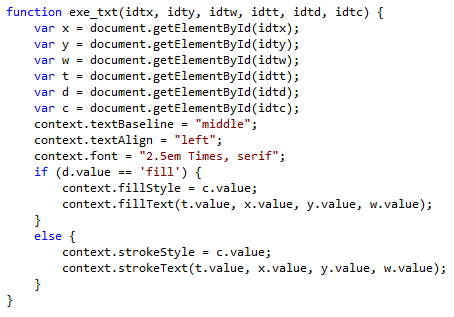 function exe_txt(idtx, idty, idtw, idtt, idtd, idtc) {
    var x = document.getElementById(idtx);
    var y = document.getElementById(idty);
    var w = document.getElementById(idtw);
    var t = document.getElementById(idtt);
    var d = document.getElementById(idtd);
    var c = document.getElementById(idtc);
    context.textBaseline = "middle";
    context.textAlign = "left";
    context.font = "2.5em Times, serif";
    if (d.value == 'fill') {
        context.fillStyle = c.value;
        context.fillText(t.value, x.value, y.value, w.value);
    }
    else {
        context.strokeStyle = c.value;
        context.strokeText(t.value, x.value, y.value, w.value);
    }
}